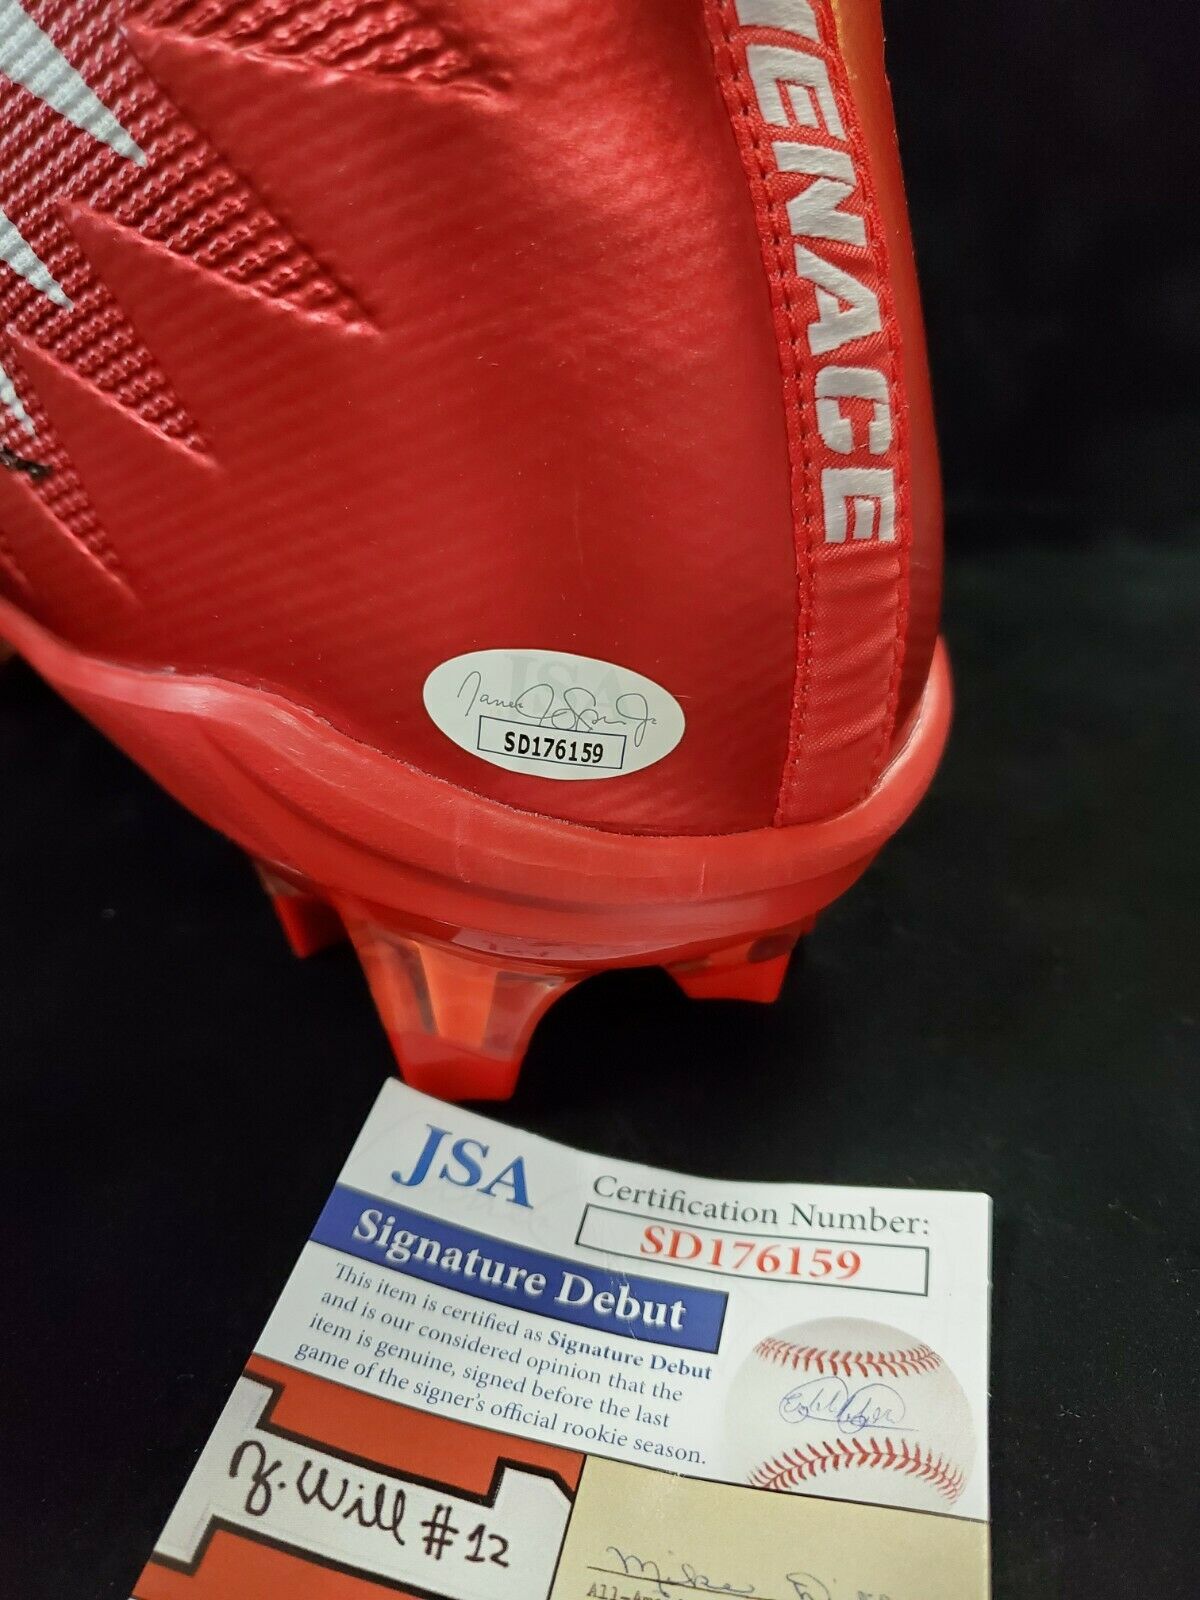 MENACE
JSA
SD176159
JSA
Certification Number:
SD176159
Signature Debut
This item is certified as Signature Debut
and is our considered opinion that the
item is genuine, signed before the last
game of the signer's official rookie season.
Z. Will #12
Mike